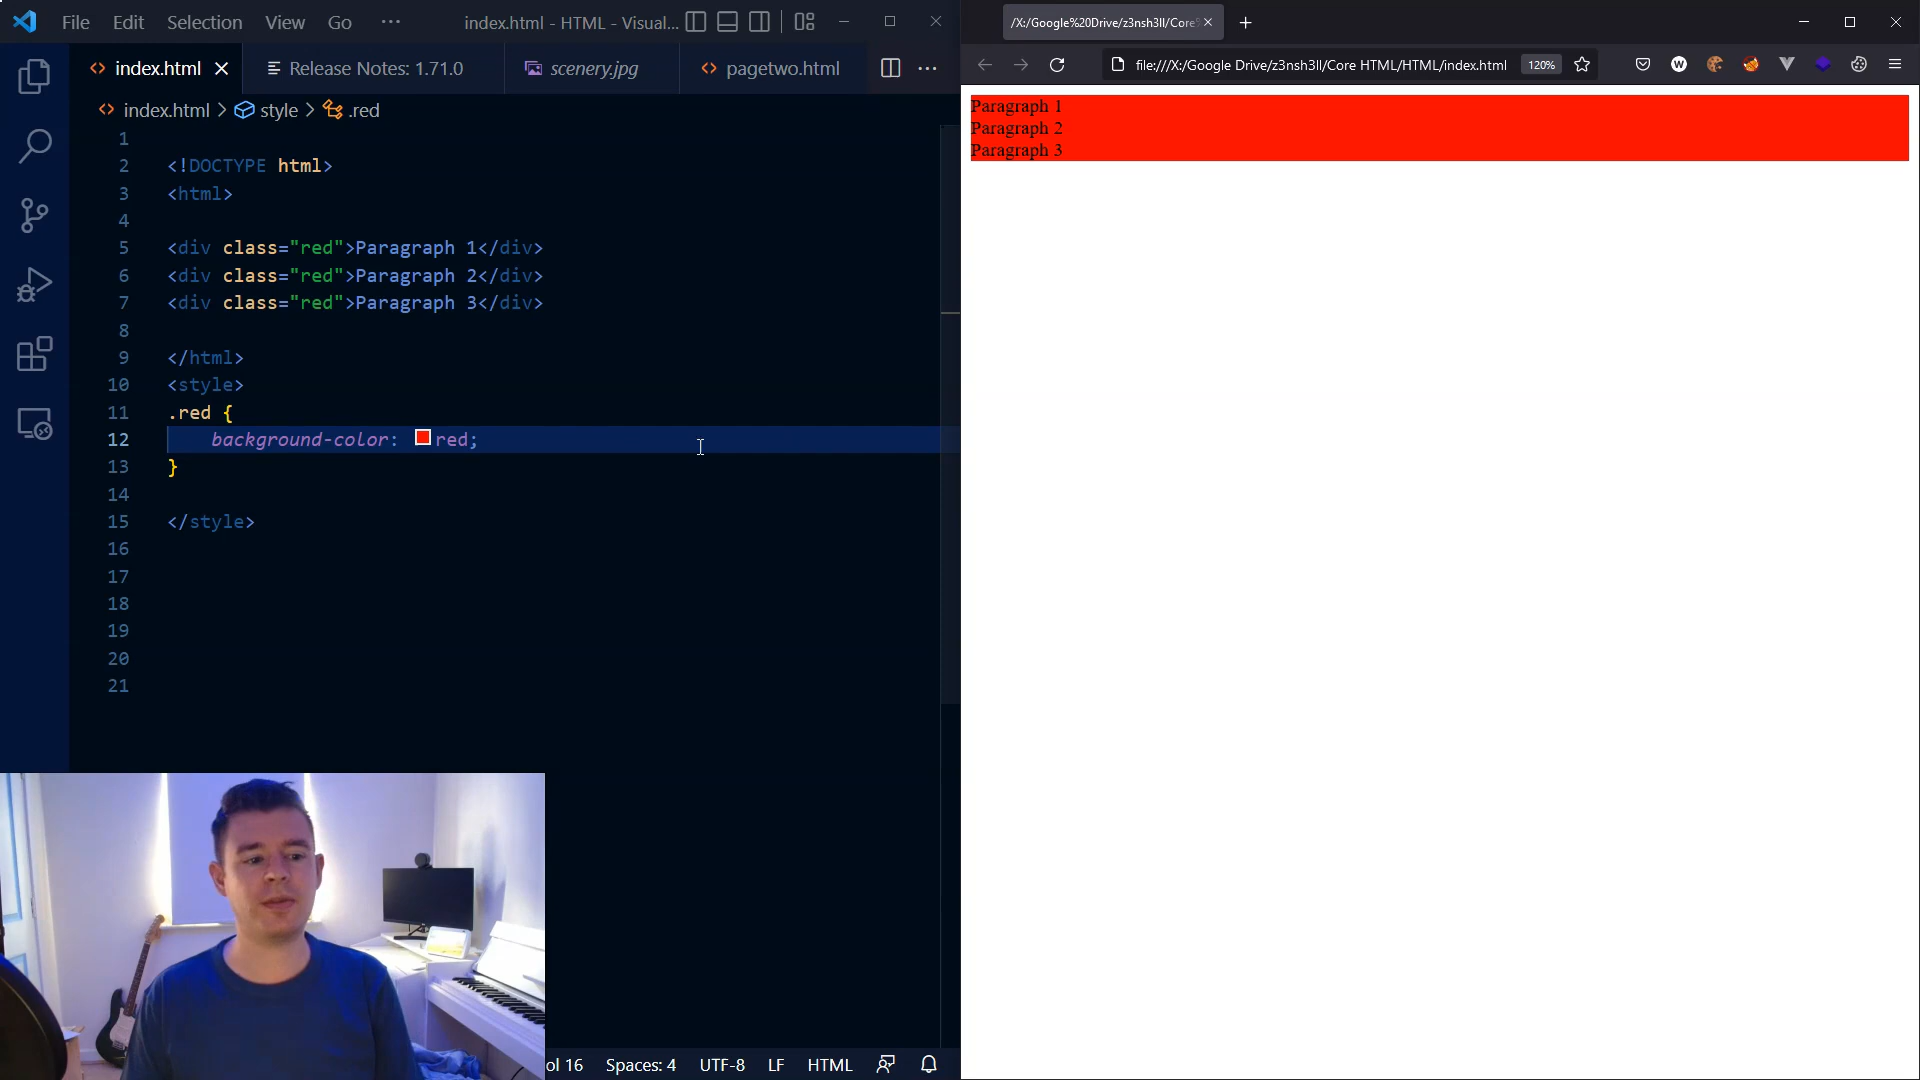 File Edit Selection View Go ··· index.html - HTML - Visual...
index.html Release Notes: 1.71.0 scenery.jpg pagetwo.html
index.html > style > .red
1
2 <!DOCTYPE html>
3 <html>
4
5 <div class="red">Paragraph 1</div>
6 <div class="red">Paragraph 2</div>
7 <div class="red">Paragraph 3</div>
8
9 </html>
10 <style>
11 .red {
12 background-color: red;
13 }
14
15 </style>
16
17
18
19
20
21
ol 16 Spaces: 4 UTF-8 LF HTML
/X:/Google%20Drive/z3nsh3ll/Core%
file:///X:/Google Drive/z3nsh3ll/Core HTML/HTML/index.html 120%
Paragraph 1
Paragraph 2
Paragraph 3